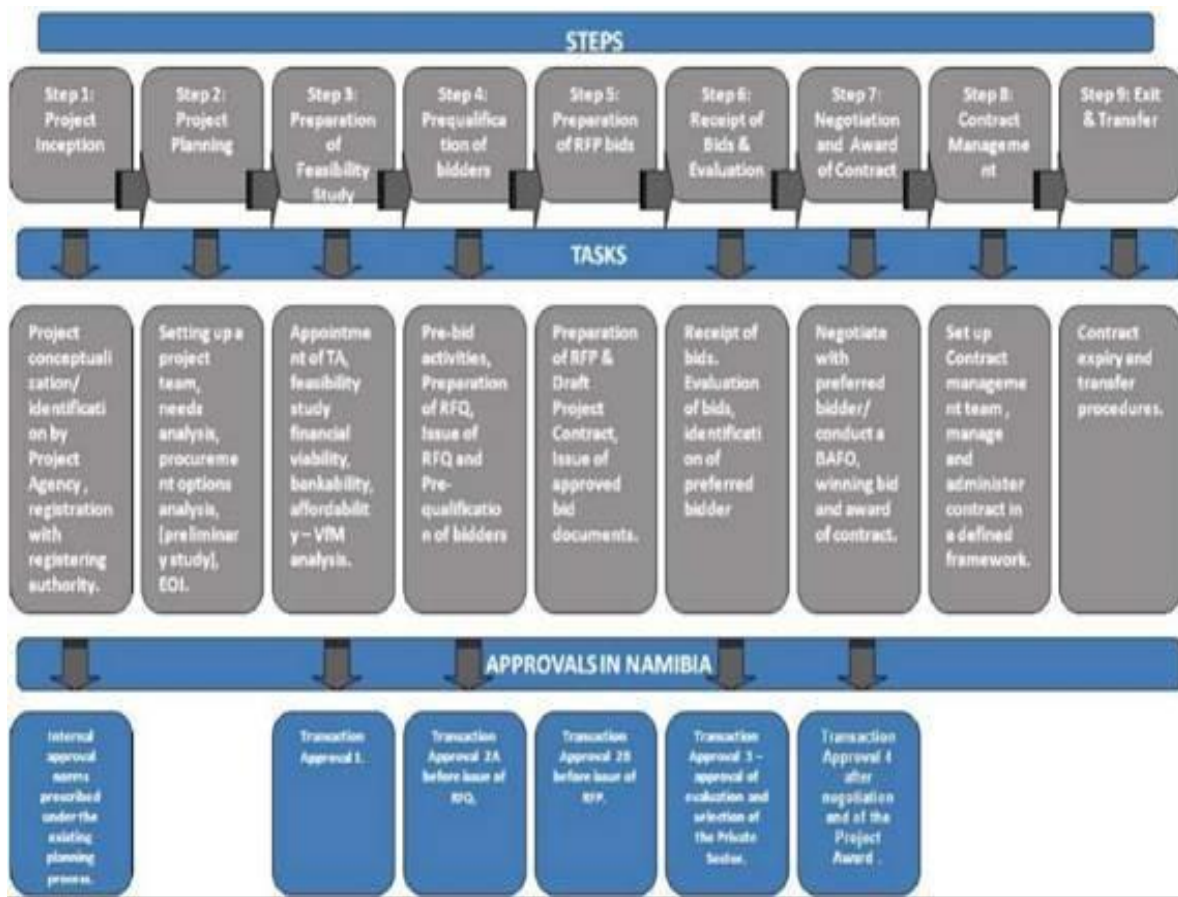 STEPS
Step 1:
Project
Inception
Step 2:
Project
Planning
Step 3:
Preparation
of
Feasibility
Study
Step 4:
Prequalifica
tion of
bidders
Step 5:
Preparation
of RFP bids
Step 6:
Receipt of
Bids &
Evaluation
Step 7:
Negotiation
and Award
of Contract
Step 8:
Contract
Manageme
nt
Step 9: Exit
& Transfer
TASKS
Project
conceptuali
zation/
identificati
on by
Project
Agency ,
registration
with
registering
authority.
Setting up a
project
team,
needs
analysis,
procureme
nt options
analysis,
(preliminar
y study),
EOI.
Appointme
nt of TA,
feasibility
study
financial
viability,
bankability,
affordabilit
y – VfM
analysis.
Pre-bid
activities,
Preparation
of RFQ,
Issue of
RFQ and
Pre-
qualificatio
n of bidders
Preparation
of RFP &
Draft
Project
Contract,
Issue of
approved
bid
documents.
Receipt of
bids.
Evaluation
of bids,
identificati
on of
preferred
bidder
Negotiate
with
preferred
bidder/
conduct a
BAFO,
winning bid
and award
of contract.
Set up
Contract
manageme
nt team ,
manage
and
administer
contract in
a defined
framework.
Contract
expiry and
transfer
procedures.
APPROVALS IN NAMIBIA
Internal
approval
norms
prescribed
under the
existing
planning
process.
Transaction
Approval 1.
Transaction
Approval 2A
before issue of
RFQ.
Transaction
Approval 2B
before issue of
RFP.
Transaction
Approval 3 –
approval of
evaluation and
selection of
the Private
Sector.
Transaction
Approval 4
after
negotiation
and of the
Project
Award .